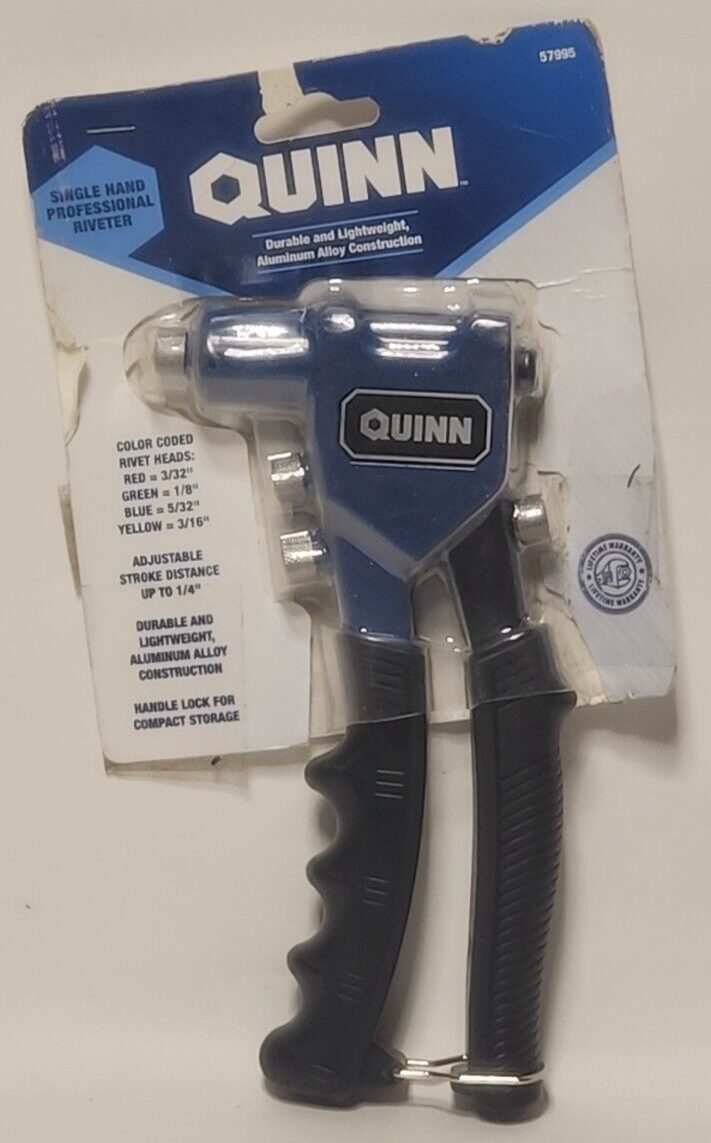 57995
SINGLE HAND
PROFESSIONAL
RIVETER
QUINN™
Durable and Lightweight,
Aluminum Alloy Construction
QUINN
COLOR CODED
RIVET HEADS:
RED = 3/32"
GREEN = 1/8"
BLUE = 5/32"
YELLOW = 3/16"
ADJUSTABLE
STROKE DISTANCE
UP TO 1/4"
DURABLE AND
LIGHTWEIGHT,
ALUMINUM ALLOY
CONSTRUCTION
HANDLE LOCK FOR
COMPACT STORAGE
LIFETIME WARRANTY
LIFETIME WARRANTY